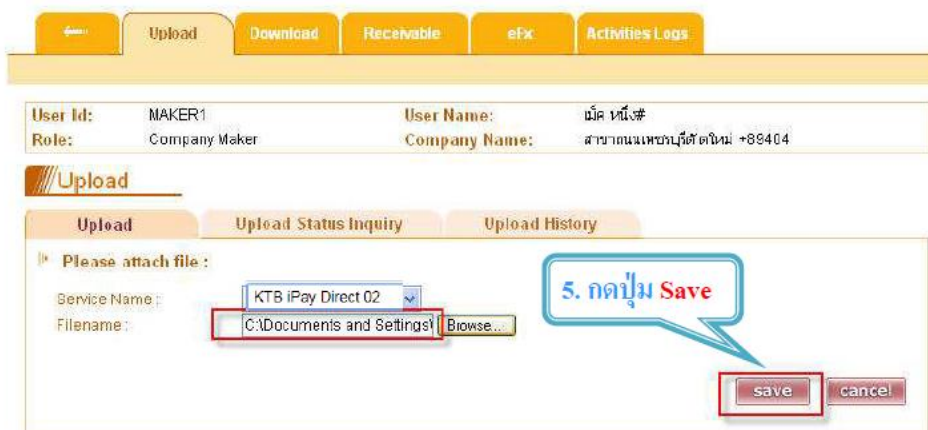 Upload Download Receivable eFx Activities Logs
User Id: MAKER1 User Name: เม็ค หนึ่ง#
Role: Company Maker Company Name: สาขาถนนเพชรบุรีตัดใหม่ +89404
Upload
Upload Upload Status Inquiry Upload History
Please attach file :
Service Name : KTB iPay Direct 02
Filename : C:\Documents and Settings\ Browse...
5. กดปุ่ม Save
save cancel